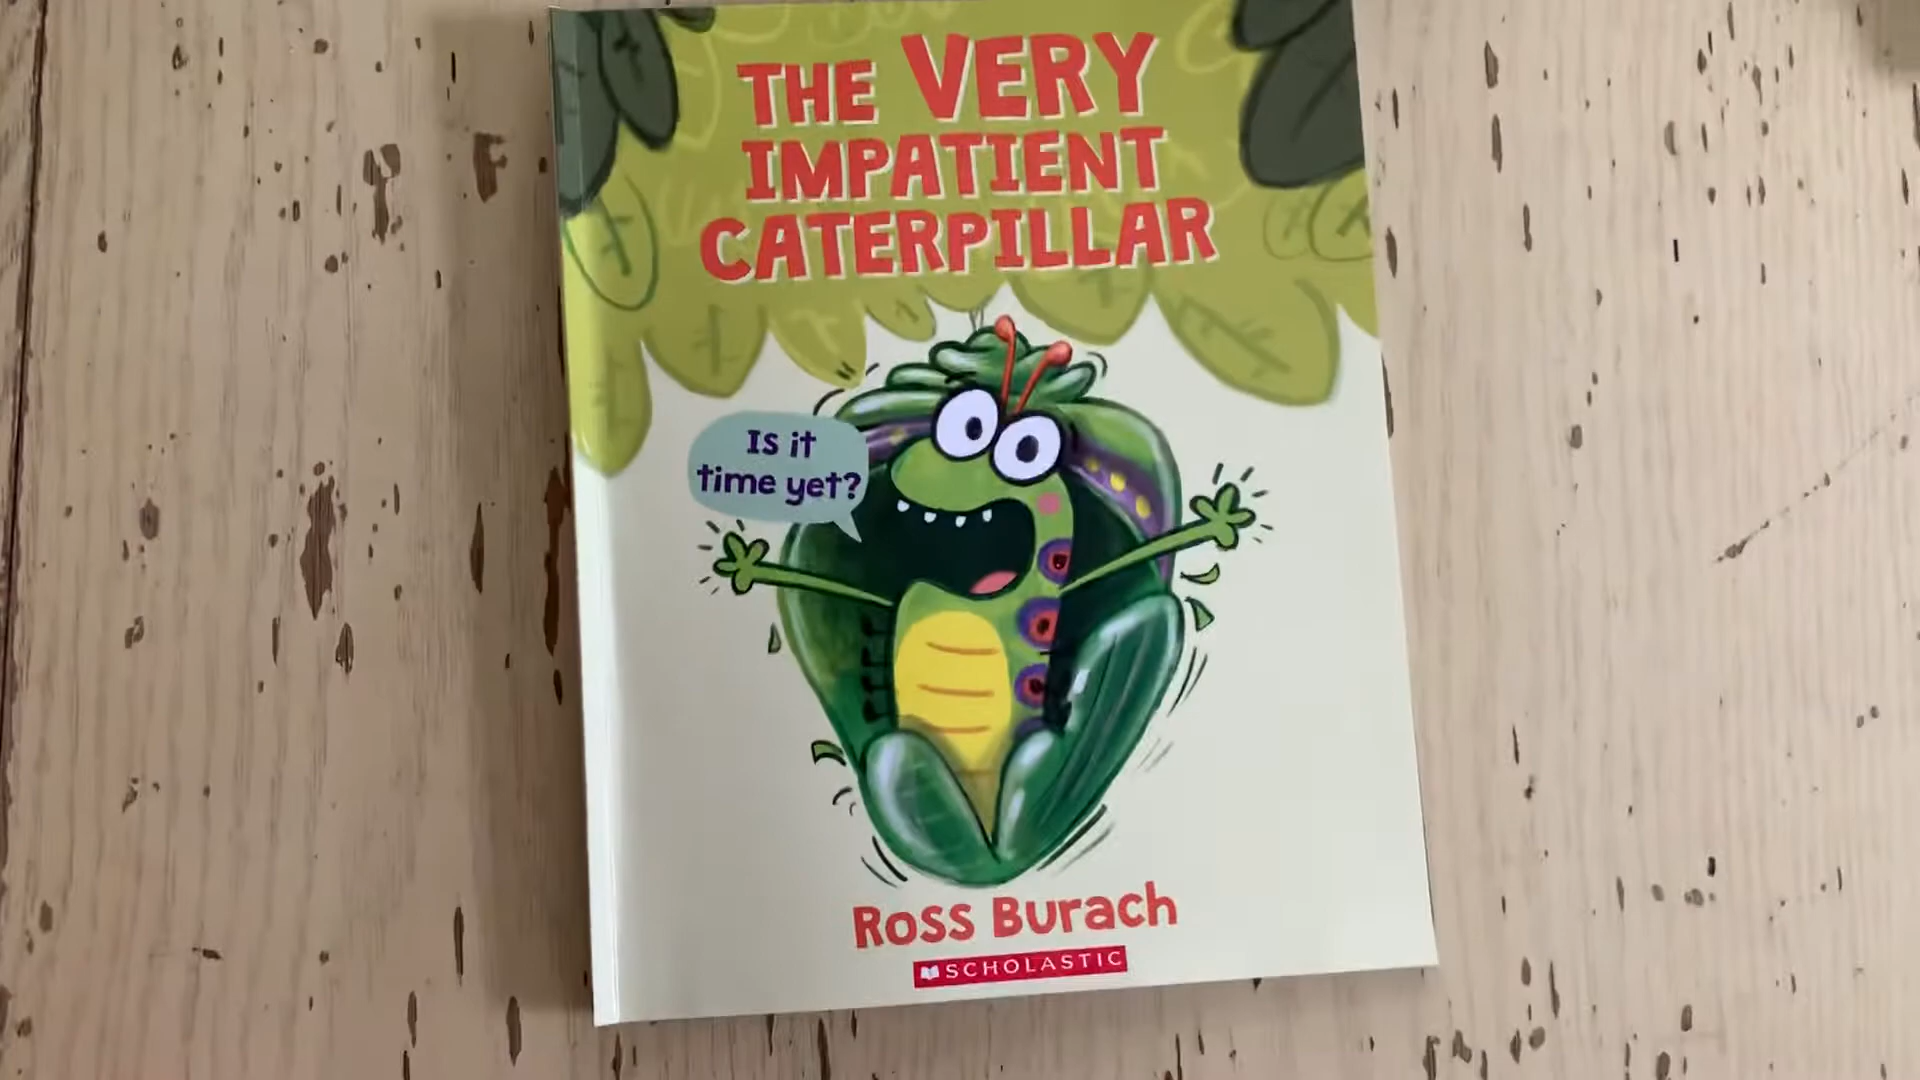 THE VERY
IMPATIENT
CATERPILLAR
Is it
time yet?
Ross Burach
SCHOLASTIC